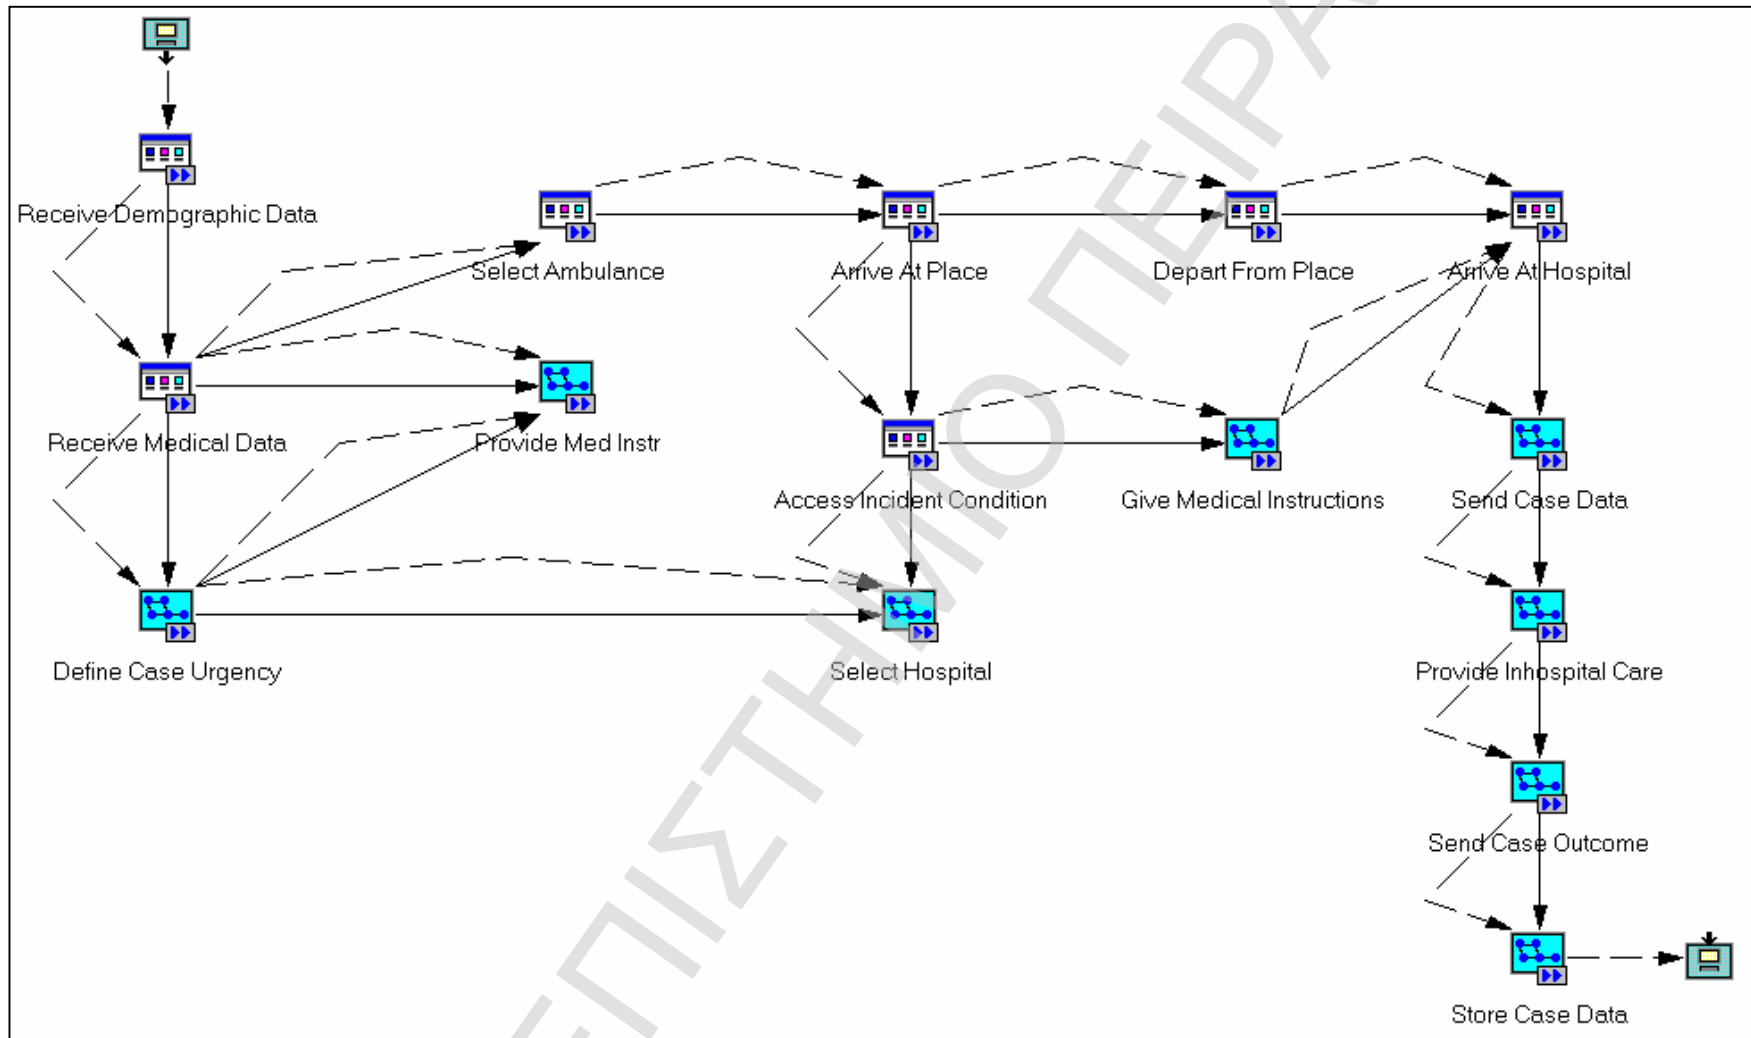 Receive Demographic Data
Select Ambulance
Arrive At Place
Depart From Place
Arrive At Hospital
Receive Medical Data
Provide Med Instr
Access Incident Condition
Give Medical Instructions
Send Case Data
Define Case Urgency
Select Hospital
Provide Inhospital Care
Send Case Outcome
Store Case Data